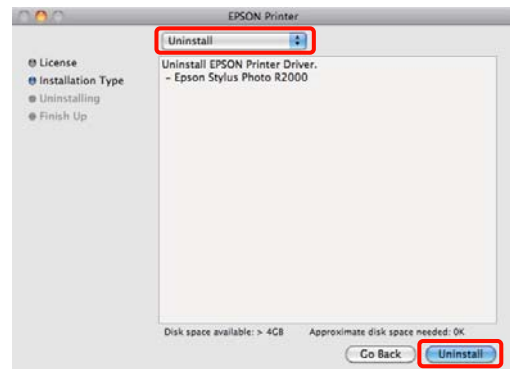 EPSON Printer
Uninstall
License
Installation Type
Uninstalling
Finish Up
Uninstall EPSON Printer Driver.
- Epson Stylus Photo R2000
Disk space available: > 4GB Approximate disk space needed: 0K
Go Back Uninstall